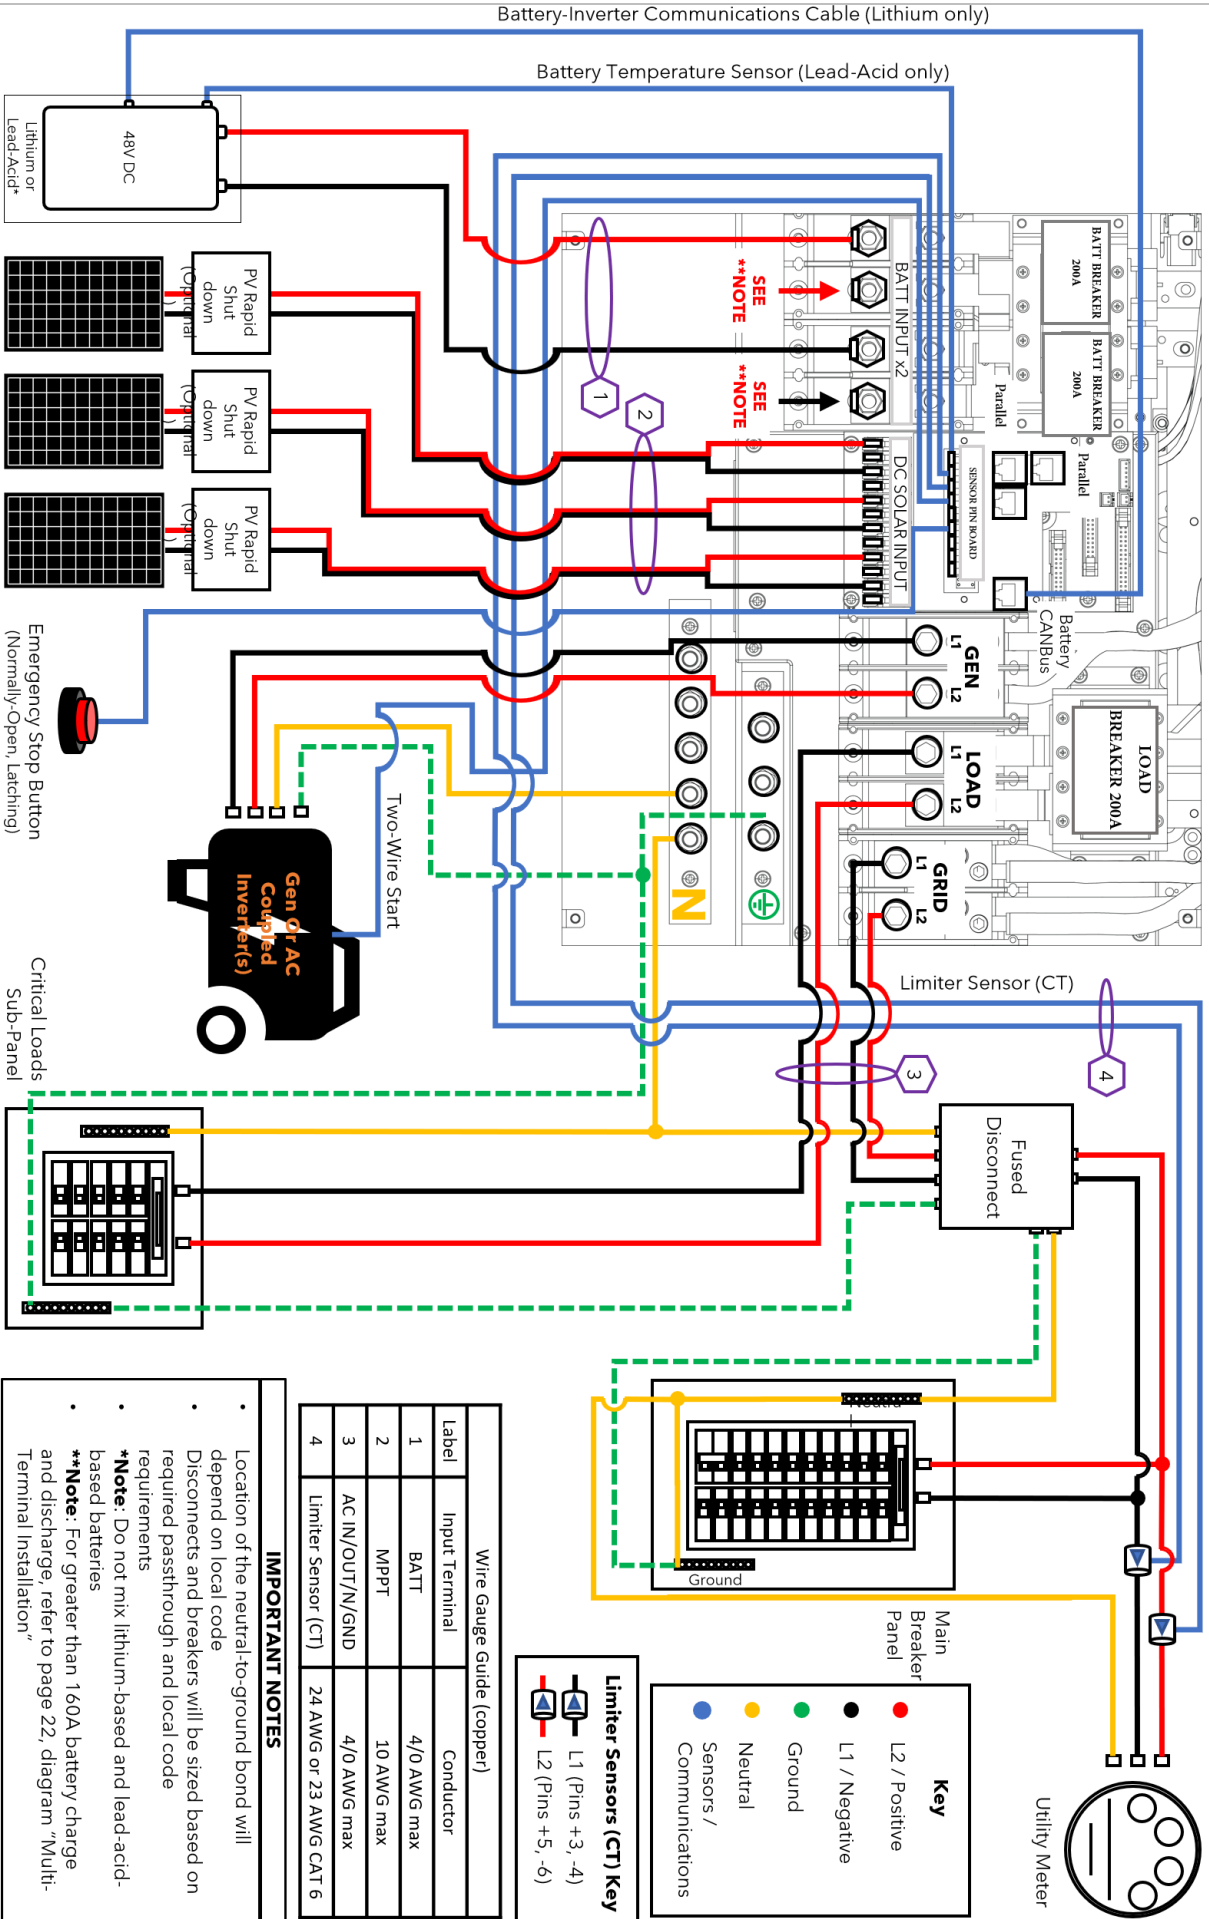 Battery-Inverter Communications Cable (Lithium only)
Battery Temperature Sensor (Lead-Acid only)
48V DC
Lithium or
Lead-Acid*
PV Rapid
Shut
down
(Optional
)
PV Rapid
Shut
down
(Optional
)
PV Rapid
Shut
down
(Optional
)
SEE
**NOTE
SEE
**NOTE
1
2
BATT INPUT x2
BATT BREAKER
200A
BATT BREAKER
200A
Parallel
Parallel
DC SOLAR INPUT
SENSOR PIN BOARD
Battery
CANBus
GEN
L1
L2
LOAD
L1
L2
GRID
L1
L2
LOAD
BREAKER 200A
N
Emergency Stop Button
(Normally-Open, Latching)
Two-Wire Start
Gen Or AC
Coupled
Inverter(s)
Limiter Sensor (CT)
3
4
Critical Loads
Sub-Panel
Fused
Disconnect
Neutral
Ground
Main
Breaker
Panel
Utility Meter
Key
L2 / Positive
L1 / Negative
Ground
Neutral
Sensors /
Communications
Limiter Sensors (CT) Key
L1 (Pins +3, -4)
L2 (Pins +5, -6)
Wire Gauge Guide (copper)
Label Input Terminal Conductor
1 BATT 4/0 AWG max
2 MPPT 10 AWG max
3 AC IN/OUT/N/GND 4/0 AWG max
4 Limiter Sensor (CT) 24 AWG or 23 AWG CAT 6
IMPORTANT NOTES
• Location of the neutral-to-ground bond will
depend on local code
• Disconnects and breakers will be sized based on
required passthrough and local code
requirements
• *Note: Do not mix lithium-based and lead-acid-
based batteries
• **Note: For greater than 160A battery charge
and discharge, refer to page 22, diagram "Multi-
Terminal Installation"